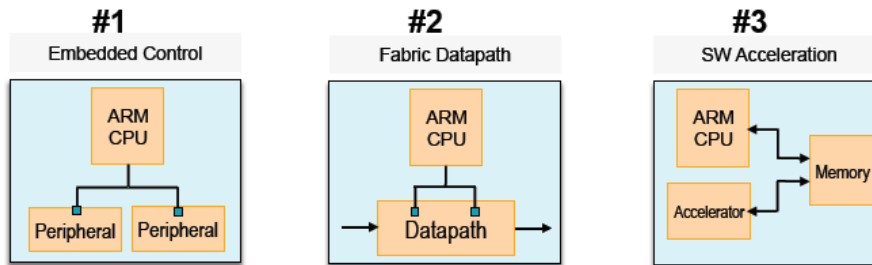 #1
Embedded Control
ARM
CPU
Peripheral
Peripheral
#2
Fabric Datapath
ARM
CPU
Datapath
#3
SW Acceleration
ARM
CPU
Memory
Accelerator